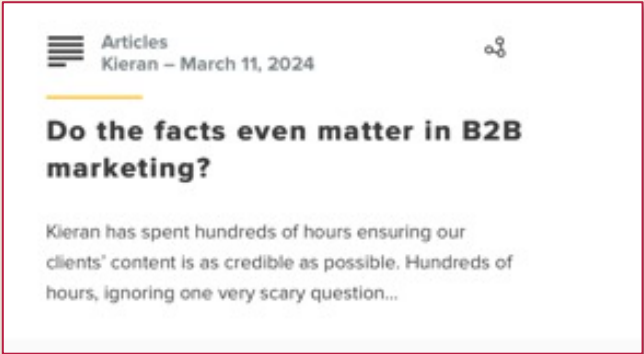 Articles
Kieran – March 11, 2024
Do the facts even matter in B2B
marketing?
Kieran has spent hundreds of hours ensuring our
clients' content is as credible as possible. Hundreds of
hours, ignoring one very scary question...